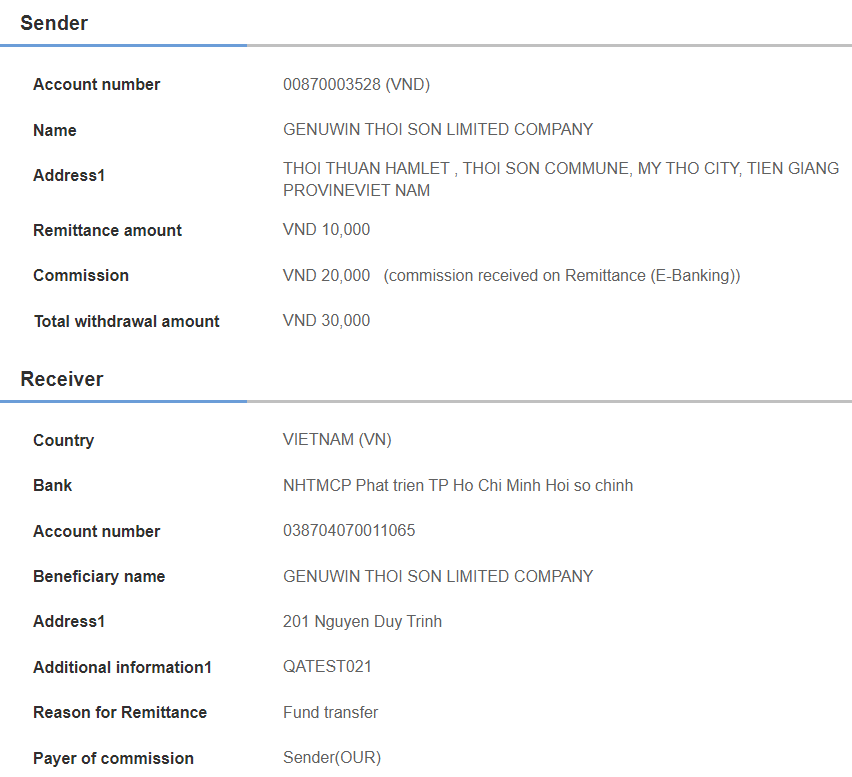 Sender
Account number 00870003528 (VND)
Name GENUWIN THOI SON LIMITED COMPANY
Address1 THOI THUAN HAMLET , THOI SON COMMUNE, MY THO CITY, TIEN GIANG
PROVINEVIET NAM
Remittance amount VND 10,000
Commission VND 20,000 (commission received on Remittance (E-Banking))
Total withdrawal amount VND 30,000
Receiver
Country VIETNAM (VN)
Bank NHTMCP Phat trien TP Ho Chi Minh Hoi so chinh
Account number 038704070011065
Beneficiary name GENUWIN THOI SON LIMITED COMPANY
Address1 201 Nguyen Duy Trinh
Additional information1 QATEST021
Reason for Remittance Fund transfer
Payer of commission Sender(OUR)